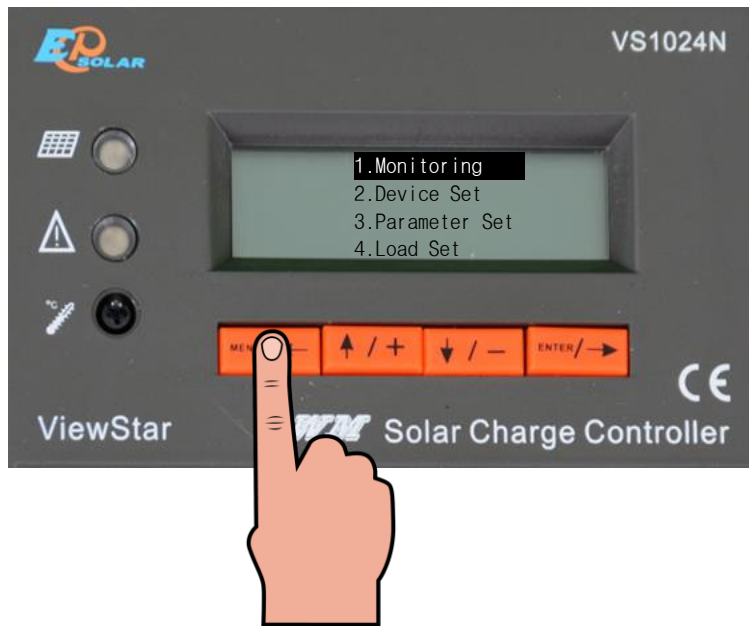 EP SOLAR
VS1024N
1.Monitoring
2.Device Set
3.Parameter Set
4.Load Set
°C
↑ / + ↓ / − ENTER/→
CE
ViewStar Solar Charge Controller